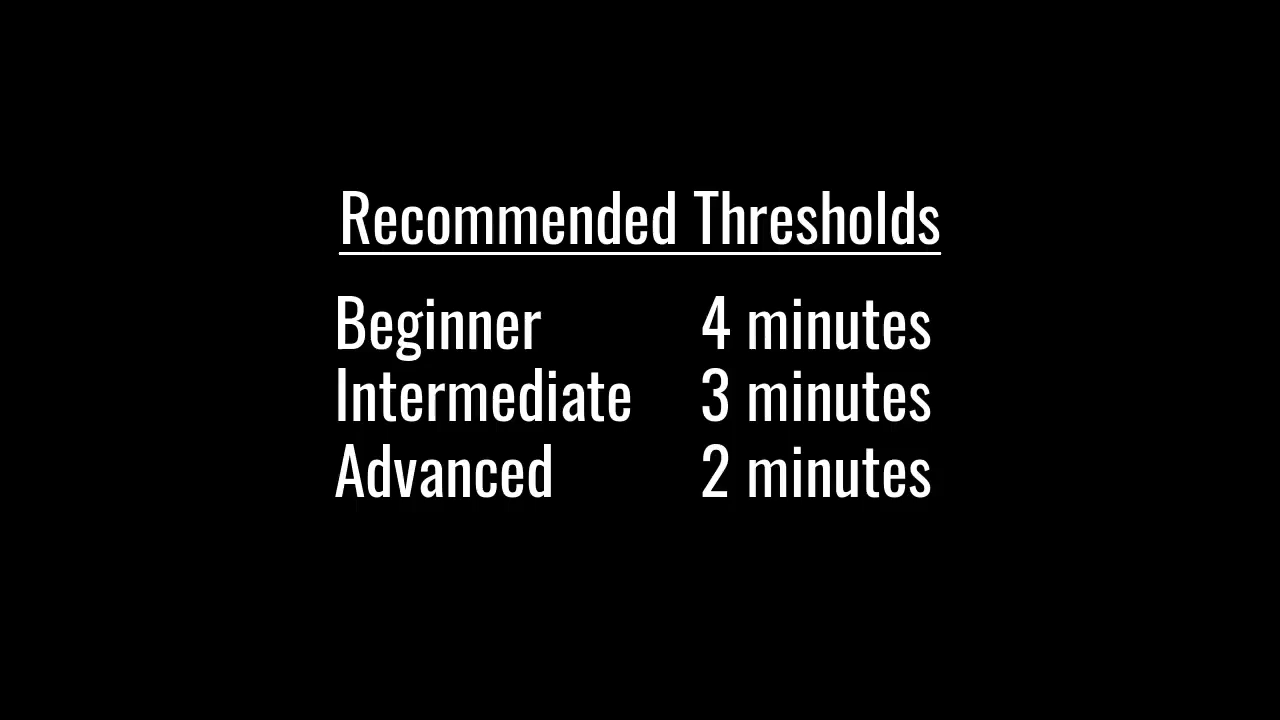 Recommended Thresholds
Beginner 4 minutes
Intermediate 3 minutes
Advanced 2 minutes